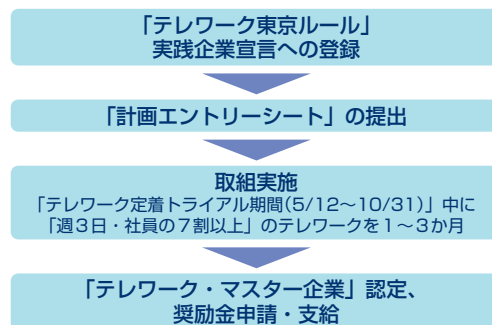 「テレワーク東京ルール」
実践企業宣言への登録
「計画エントリーシート」の提出
取組実施
「テレワーク定着トライアル期間(5/12～10/31)」中に
「週3日・社員の7割以上」のテレワークを1～3か月
「テレワーク・マスター企業」認定、
奨励金申請・支給